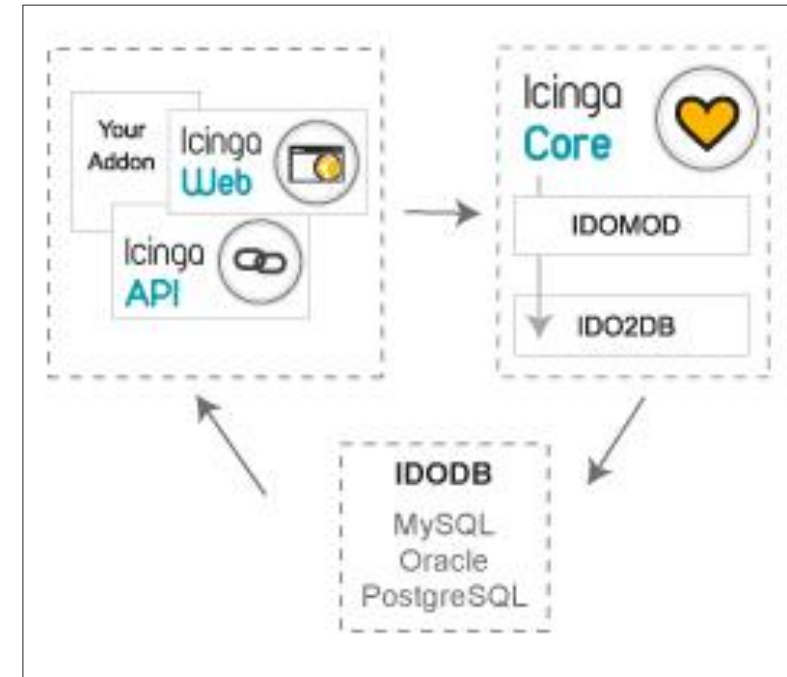 Your
Addon
Icinga
Web
Icinga
API
Icinga
Core
IDOMOD
IDO2DB
IDODB
MySQL
Oracle
PostgreSQL